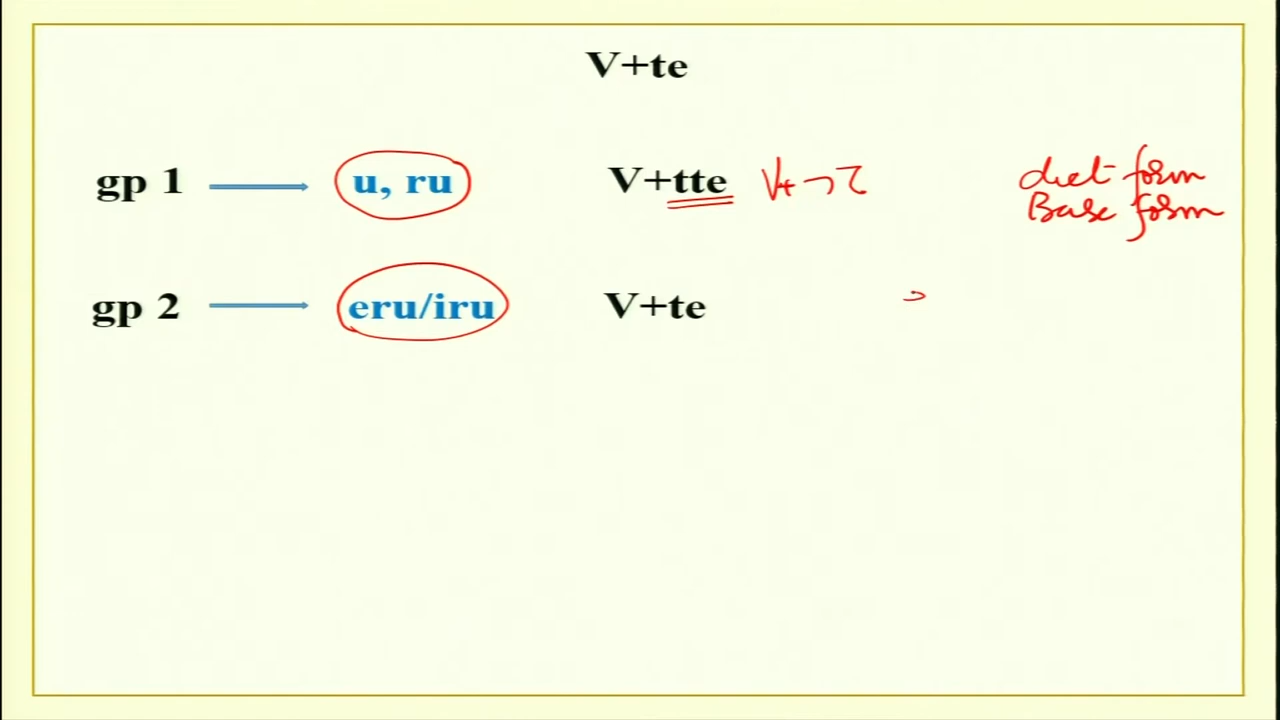 V+te
gp 1 u, ru V+tte V+って dict form
Base form
gp 2 eru/iru V+te